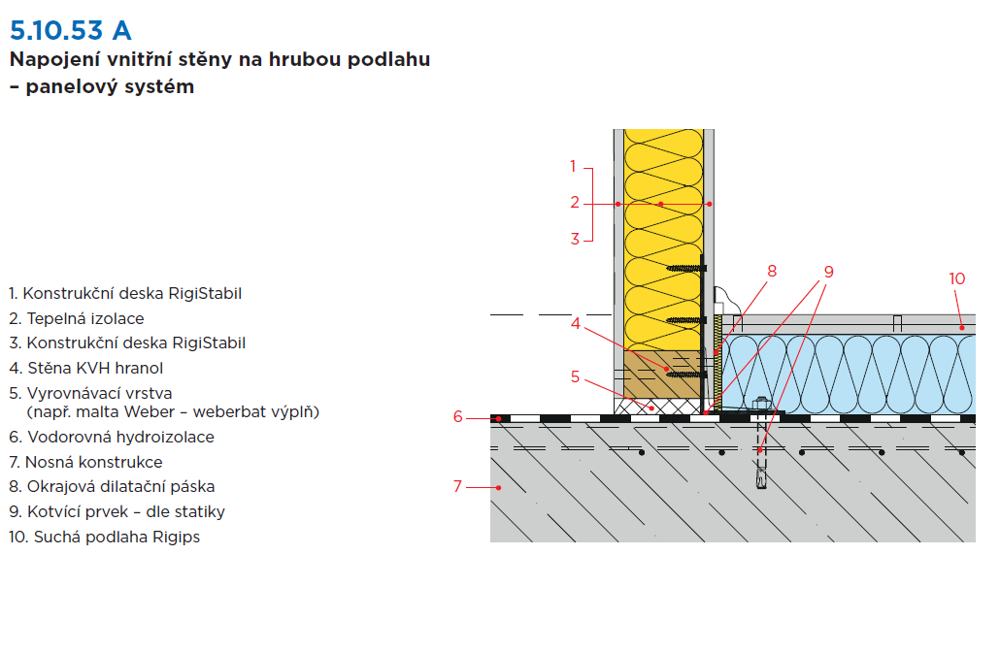 5.10.53 A
Napojení vnitřní stěny na hrubou podlahu
– panelový systém
1
2
3
8
9
10
4
5
6
7
1. Konstrukční deska RigiStabil
2. Tepelná izolace
3. Konstrukční deska RigiStabil
4. Stěna KVH hranol
5. Vyrovnávací vrstva
(např. malta Weber – weberbat výplň)
6. Vodorovná hydroizolace
7. Nosná konstrukce
8. Okrajová dilatační páska
9. Kotvící prvek – dle statiky
10. Suchá podlaha Rigips